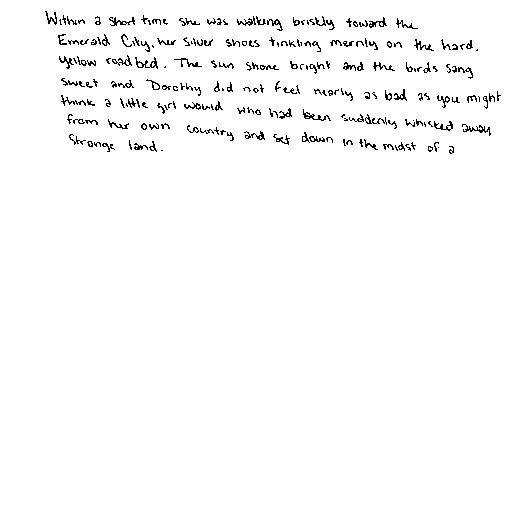 Within a short time she was walking briskly toward the
Emerald City, her silver shoes tinkling merrily on the hard,
yellow roadbed. The sun shone bright and the birds sang
sweet and Dorothy did not feel nearly as bad as you might
think a little girl would who had been suddenly whisked away
from her own country and set down in the midst of a
strange land.